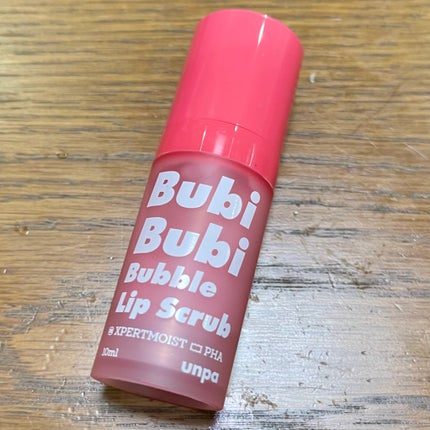 Bubi
Bubi
Bubble
Lip Scrub
XPERTMOIST PHA
10ml
unpa